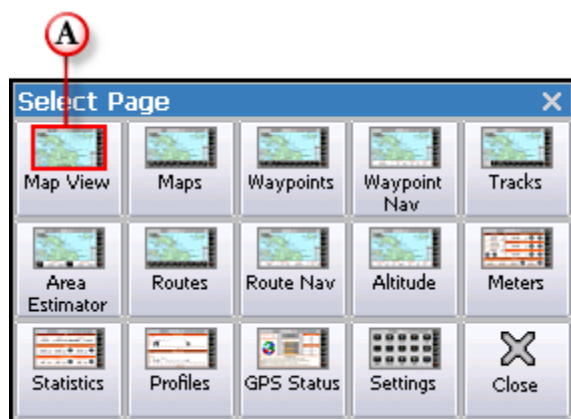 A
Select Page
Map View
Maps
Waypoints
Waypoint
Nav
Tracks
Area
Estimator
Routes
Route Nav
Altitude
Meters
Statistics
Profiles
GPS Status
Settings
Close